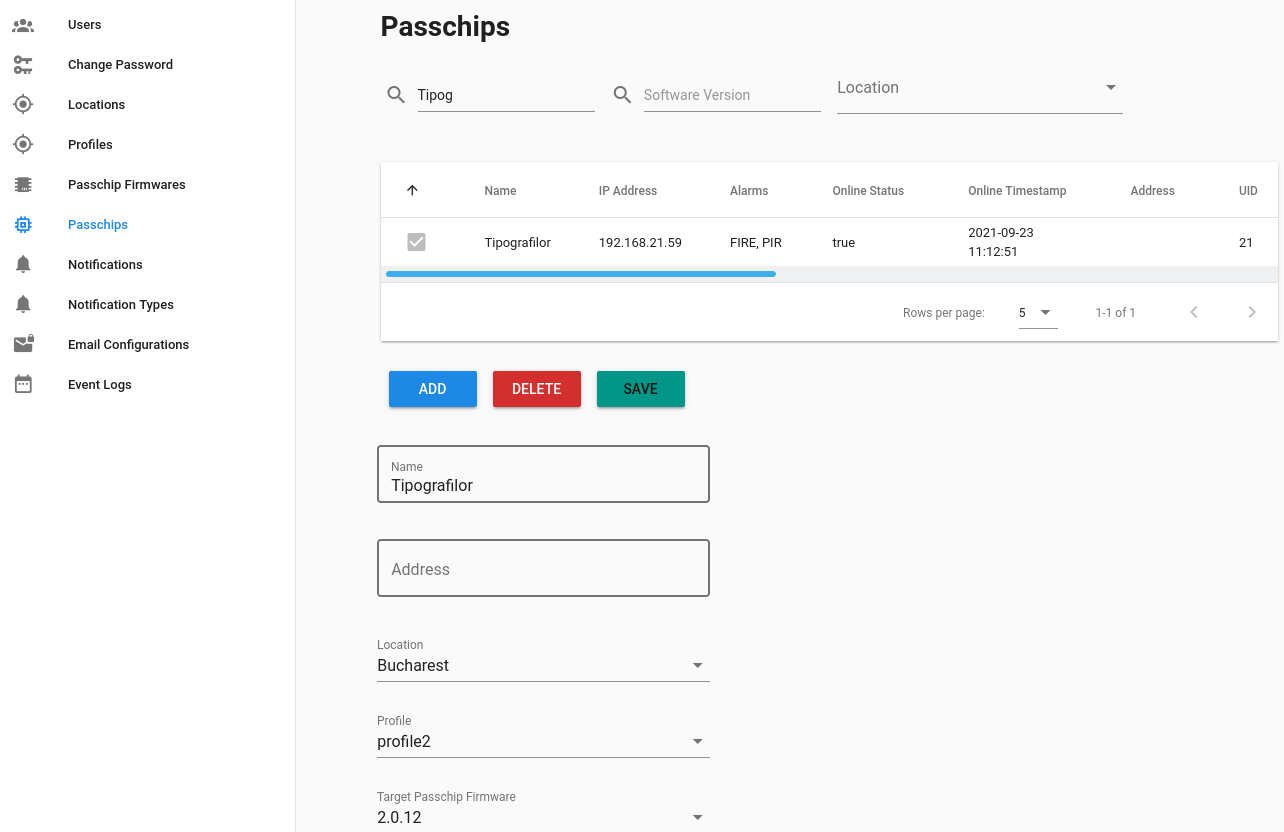 Users
Change Password
Locations
Profiles
Passchip Firmwares
Passchips
Notifications
Notification Types
Email Configurations
Event Logs
Passchips
Tipog Software Version Location
Name IP Address Alarms Online Status Online Timestamp Address UID
Tipografilor 192.168.21.59 FIRE, PIR true 2021-09-23 21
11:12:51
Rows per page: 5 1-1 of 1
ADD DELETE SAVE
Name
Tipografilor
Address
Location
Bucharest
Profile
profile2
Target Passchip Firmware
2.0.12